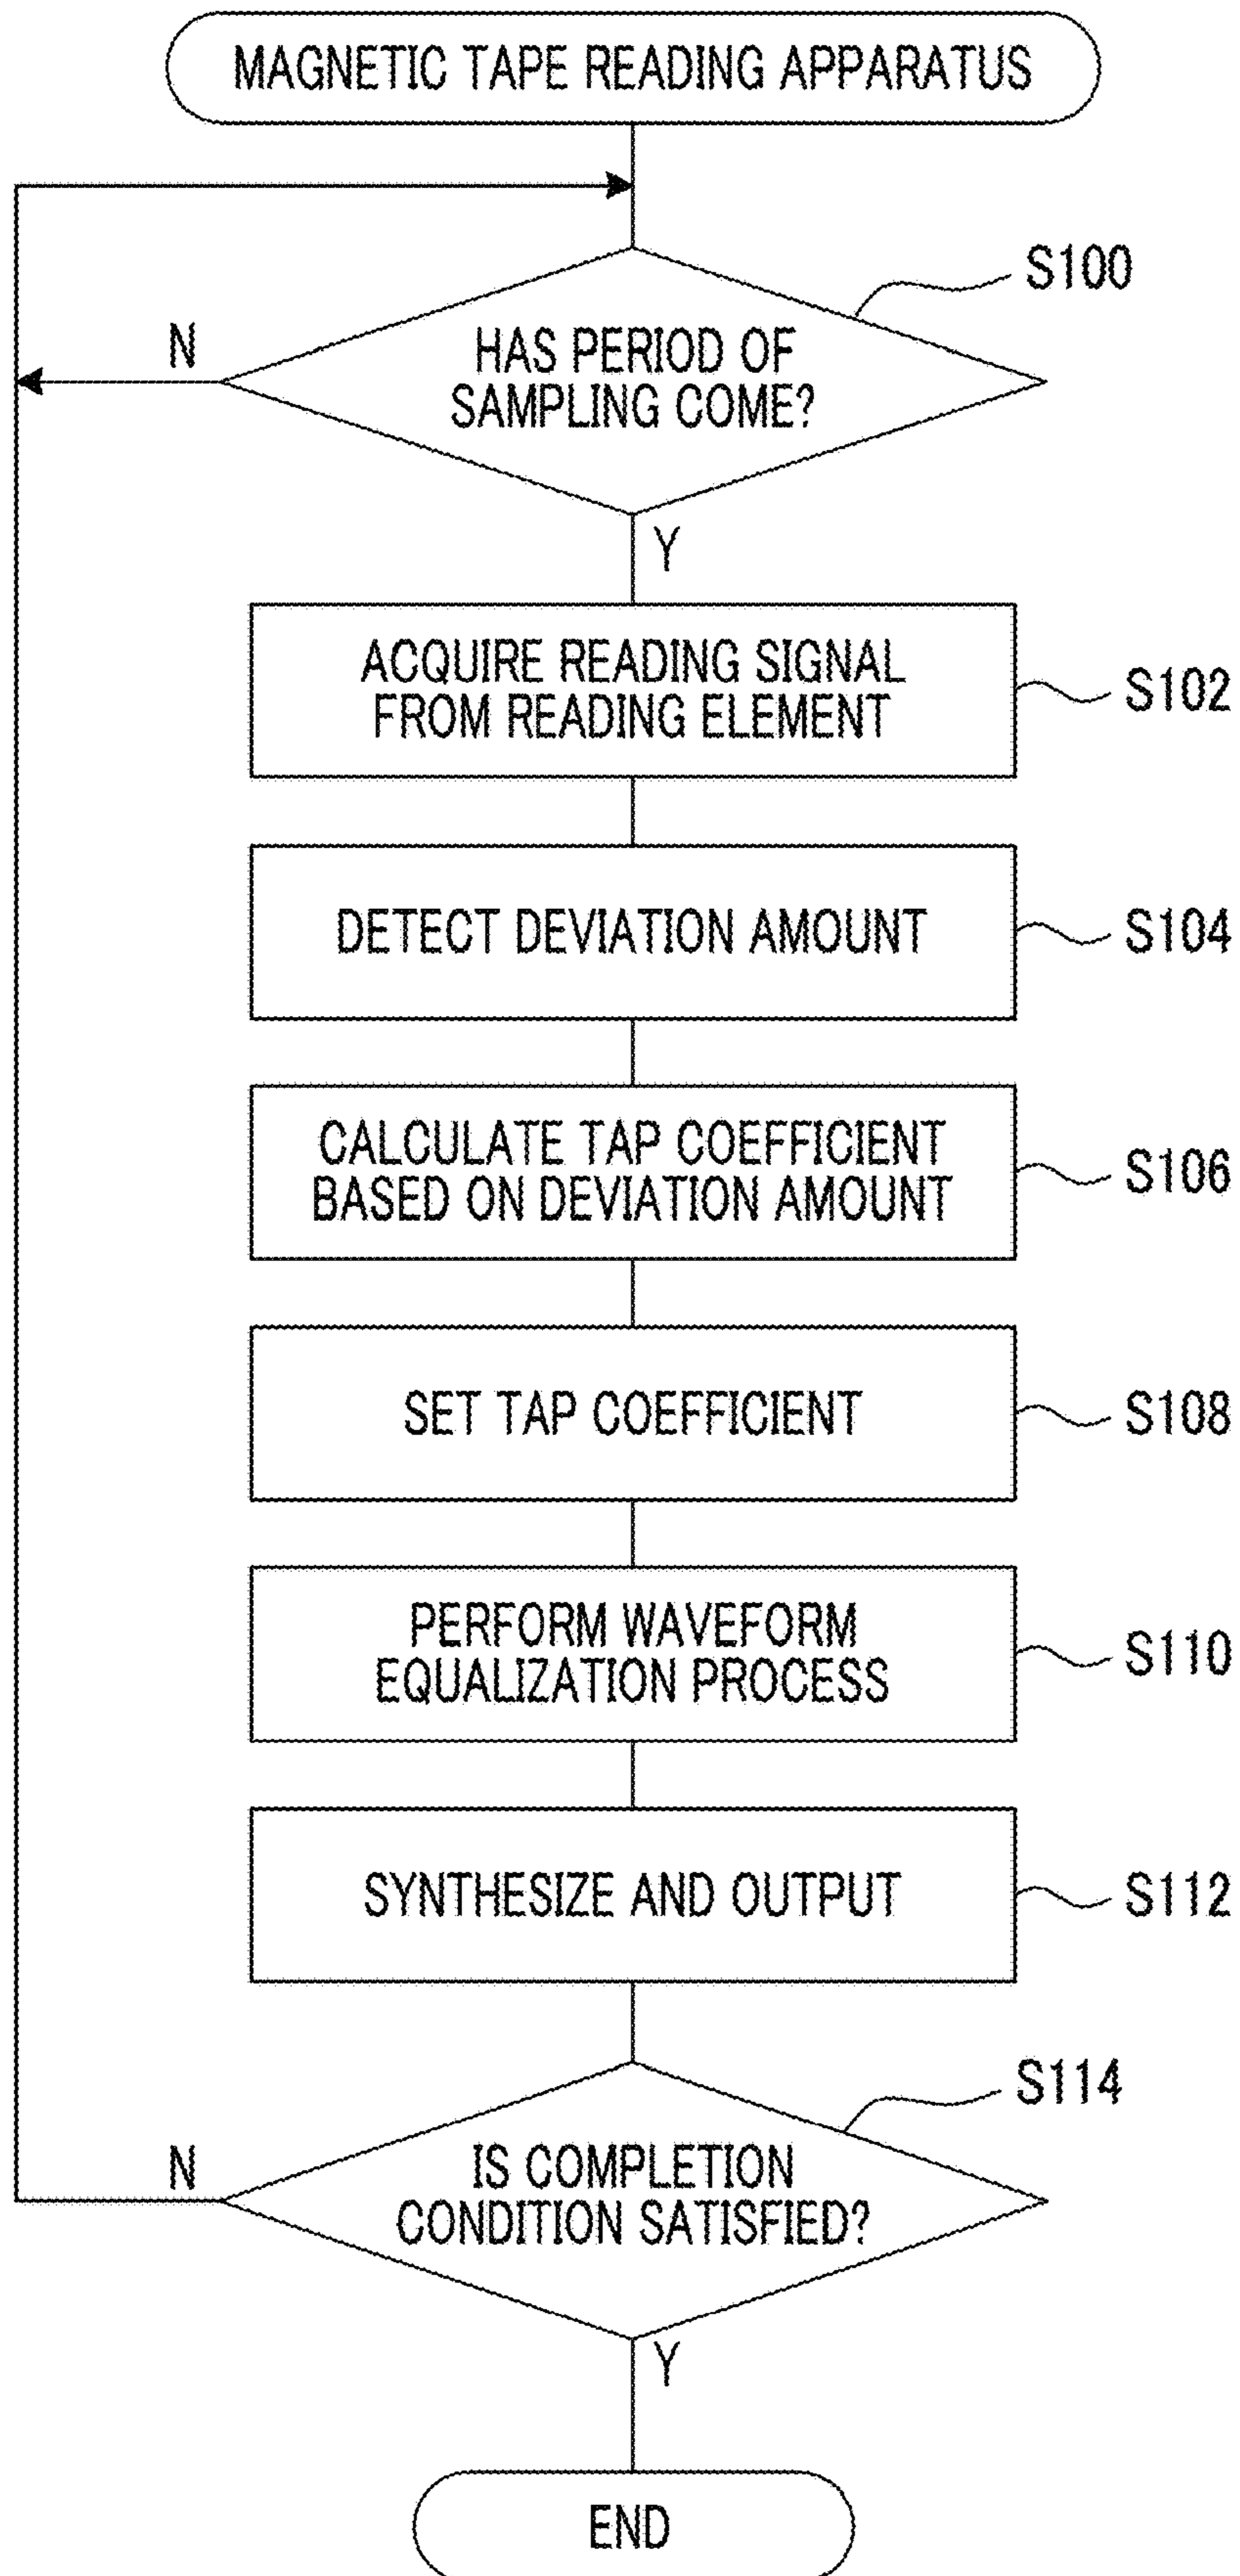 MAGNETIC TAPE READING APPARATUS
S100
N
HAS PERIOD OF
SAMPLING COME?
Y
ACQUIRE READING SIGNAL
FROM READING ELEMENT
S102
DETECT DEVIATION AMOUNT
S104
CALCULATE TAP COEFFICIENT
BASED ON DEVIATION AMOUNT
S106
SET TAP COEFFICIENT
S108
PERFORM WAVEFORM
EQUALIZATION PROCESS
S110
SYNTHESIZE AND OUTPUT
S112
S114
N
IS COMPLETION
CONDITION SATISFIED?
Y
END